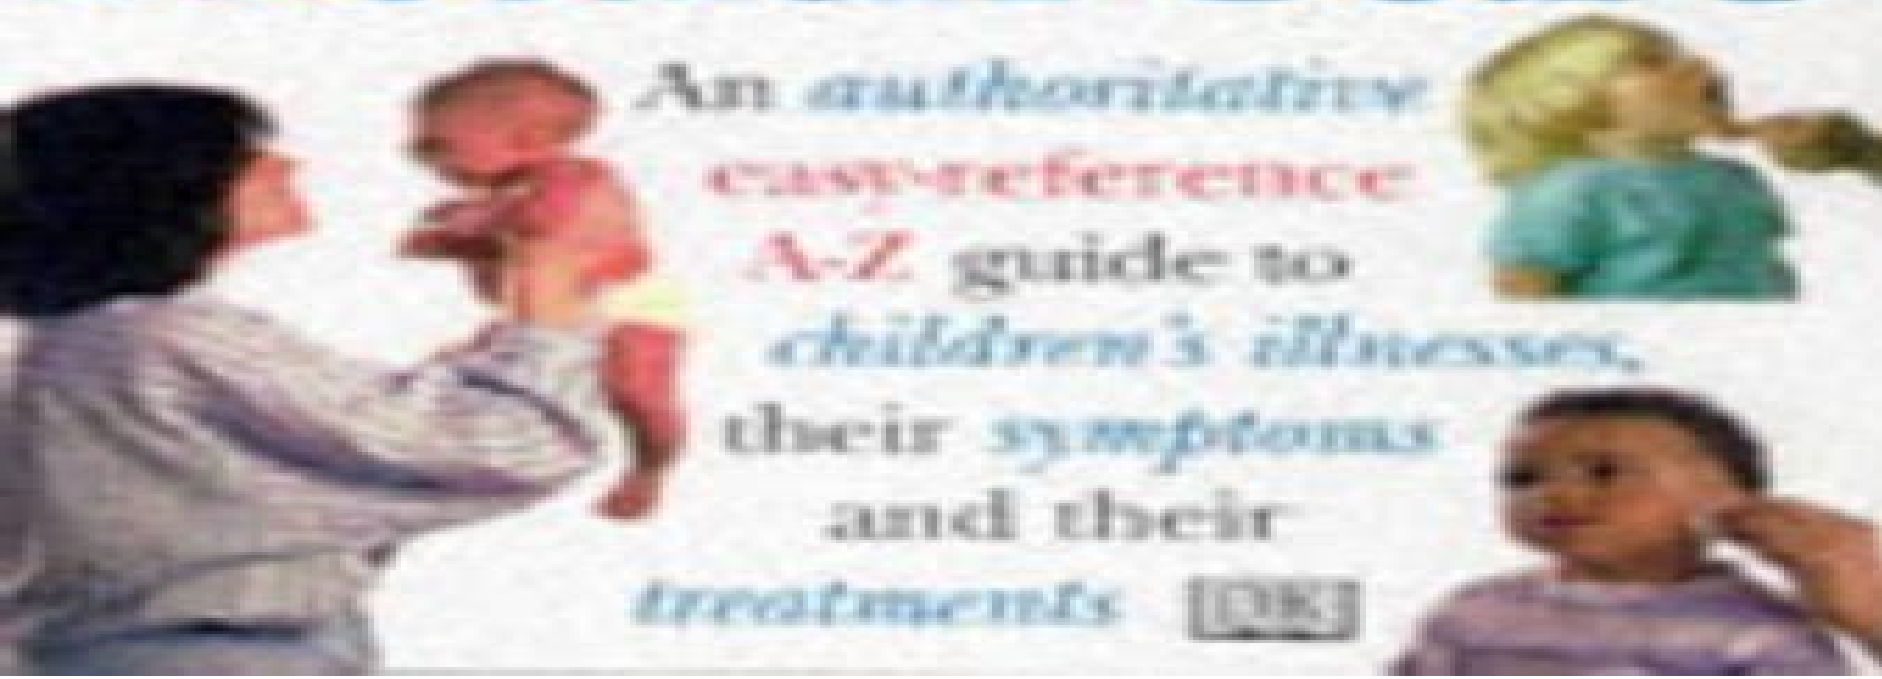 An authoritative
easy-reference
A-Z guide to
children's illnesses,
their symptoms
and their
treatments DK